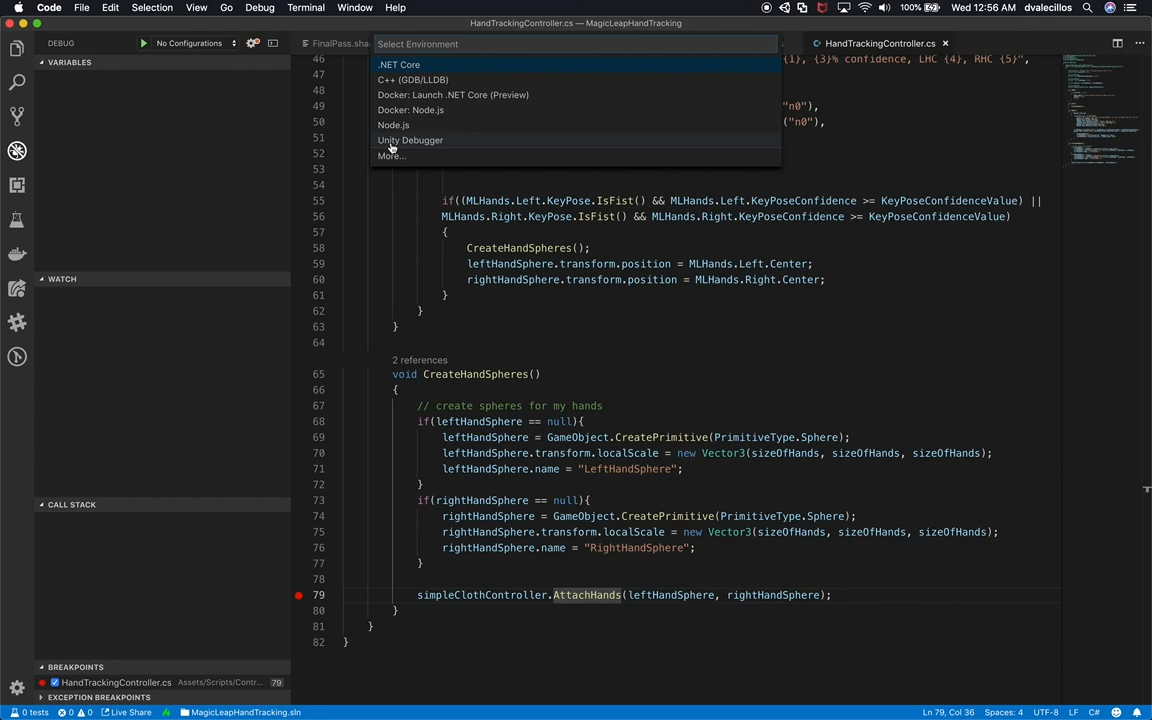 Code File Edit Selection View Go Debug Terminal Window Help 100% Wed 12:56 AM dvalecillos
HandTrackingController.cs — MagicLeapHandTracking
DEBUG No Configurations FinalPass.sha Select Environment HandTrackingController.cs
.NET Core
C++ (GDB/LLDB)
Docker: Launch .NET Core (Preview)
Docker: Node.js
Node.js
Unity Debugger
More...
VARIABLES
WATCH
CALL STACK
BREAKPOINTS
HandTrackingController.cs Assets/Scripts/Contr... 79
EXCEPTION BREAKPOINTS
46 {1}, {3}% confidence, LHC {4}, RHC {5}",
47
48
49 "n0"),
50 ("n0"),
51
52
53
54
55 if((MLHands.Left.KeyPose.IsFist() && MLHands.Left.KeyPoseConfidence >= KeyPoseConfidenceValue) ||
56 MLHands.Right.KeyPose.IsFist() && MLHands.Right.KeyPoseConfidence >= KeyPoseConfidenceValue)
57 {
58 CreateHandSpheres();
59 leftHandSphere.transform.position = MLHands.Left.Center;
60 rightHandSphere.transform.position = MLHands.Right.Center;
61 }
62 }
63 }
64
2 references
65 void CreateHandSpheres()
66 {
67 // create spheres for my hands
68 if(leftHandSphere == null){
69 leftHandSphere = GameObject.CreatePrimitive(PrimitiveType.Sphere);
70 leftHandSphere.transform.localScale = new Vector3(sizeOfHands, sizeOfHands, sizeOfHands);
71 leftHandSphere.name = "LeftHandSphere";
72 }
73 if(rightHandSphere == null){
74 rightHandSphere = GameObject.CreatePrimitive(PrimitiveType.Sphere);
75 rightHandSphere.transform.localScale = new Vector3(sizeOfHands, sizeOfHands, sizeOfHands);
76 rightHandSphere.name = "RightHandSphere";
77 }
78
79 simpleClothController.AttachHands(leftHandSphere, rightHandSphere);
80 }
81 }
82 }
0 tests 0 0 Live Share MagicLeapHandTracking.sln Ln 79, Col 36 Spaces: 4 UTF-8 LF C#